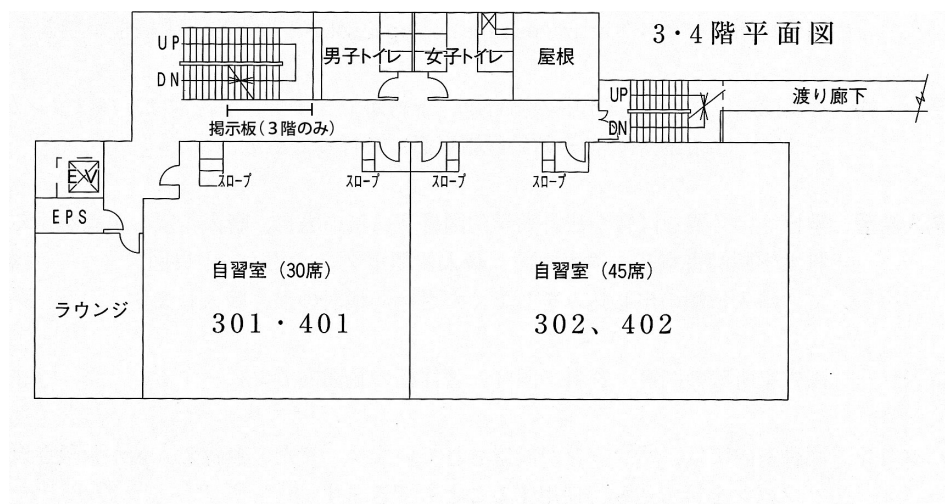 3・4階平面図
UP
DN
男子トイレ
女子トイレ
屋根
UP
DN
渡り廊下
掲示板(3階のみ)
EV
EPS
スロープ
スロープ
スロープ
スロープ
ラウンジ
自習室(30席)
301・401
自習室(45席)
302、402